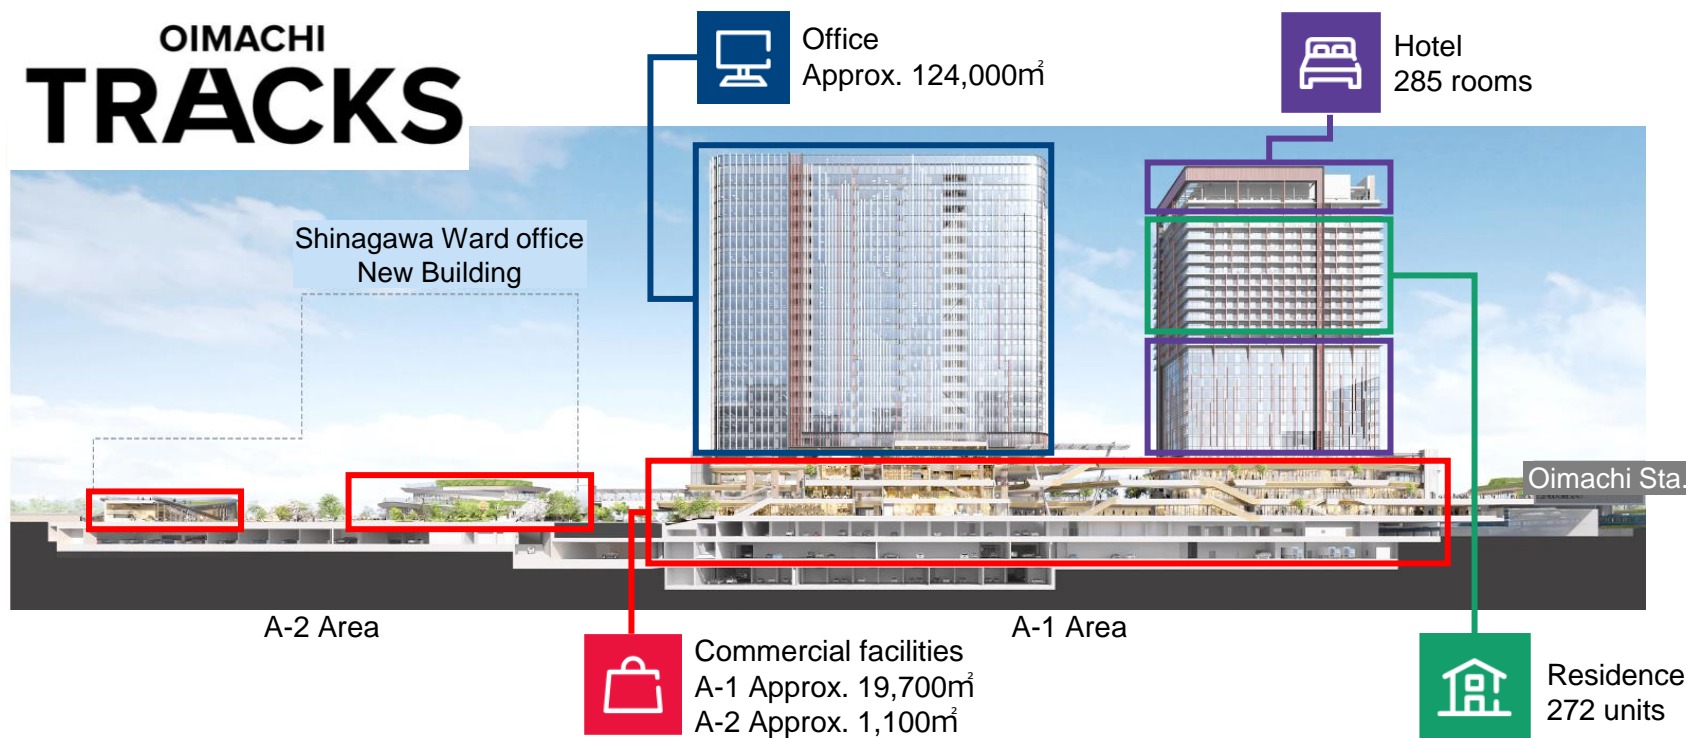 OIMACHI
TRACKS
Office
Approx. 124,000㎡
Hotel
285 rooms
Shinagawa Ward office
New Building
Oimachi Sta.
A-2 Area
A-1 Area
Commercial facilities
A-1 Approx. 19,700㎡
A-2 Approx. 1,100㎡
Residence
272 units